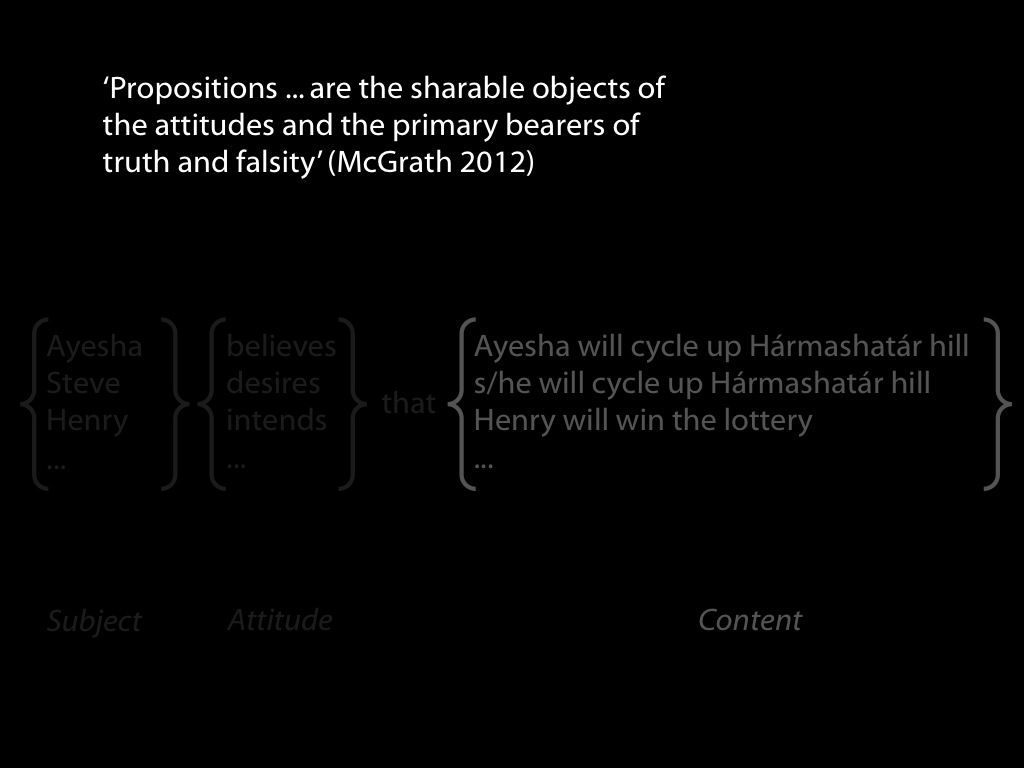 ‘Propositions ... are the sharable objects of
the attitudes and the primary bearers of
truth and falsity’ (McGrath 2012)
Ayesha
Steve
Henry
...
believes
desires
intends
...
that
Ayesha will cycle up Hármashatár hill
s/he will cycle up Hármashatár hill
Henry will win the lottery
...
Subject
Attitude
Content